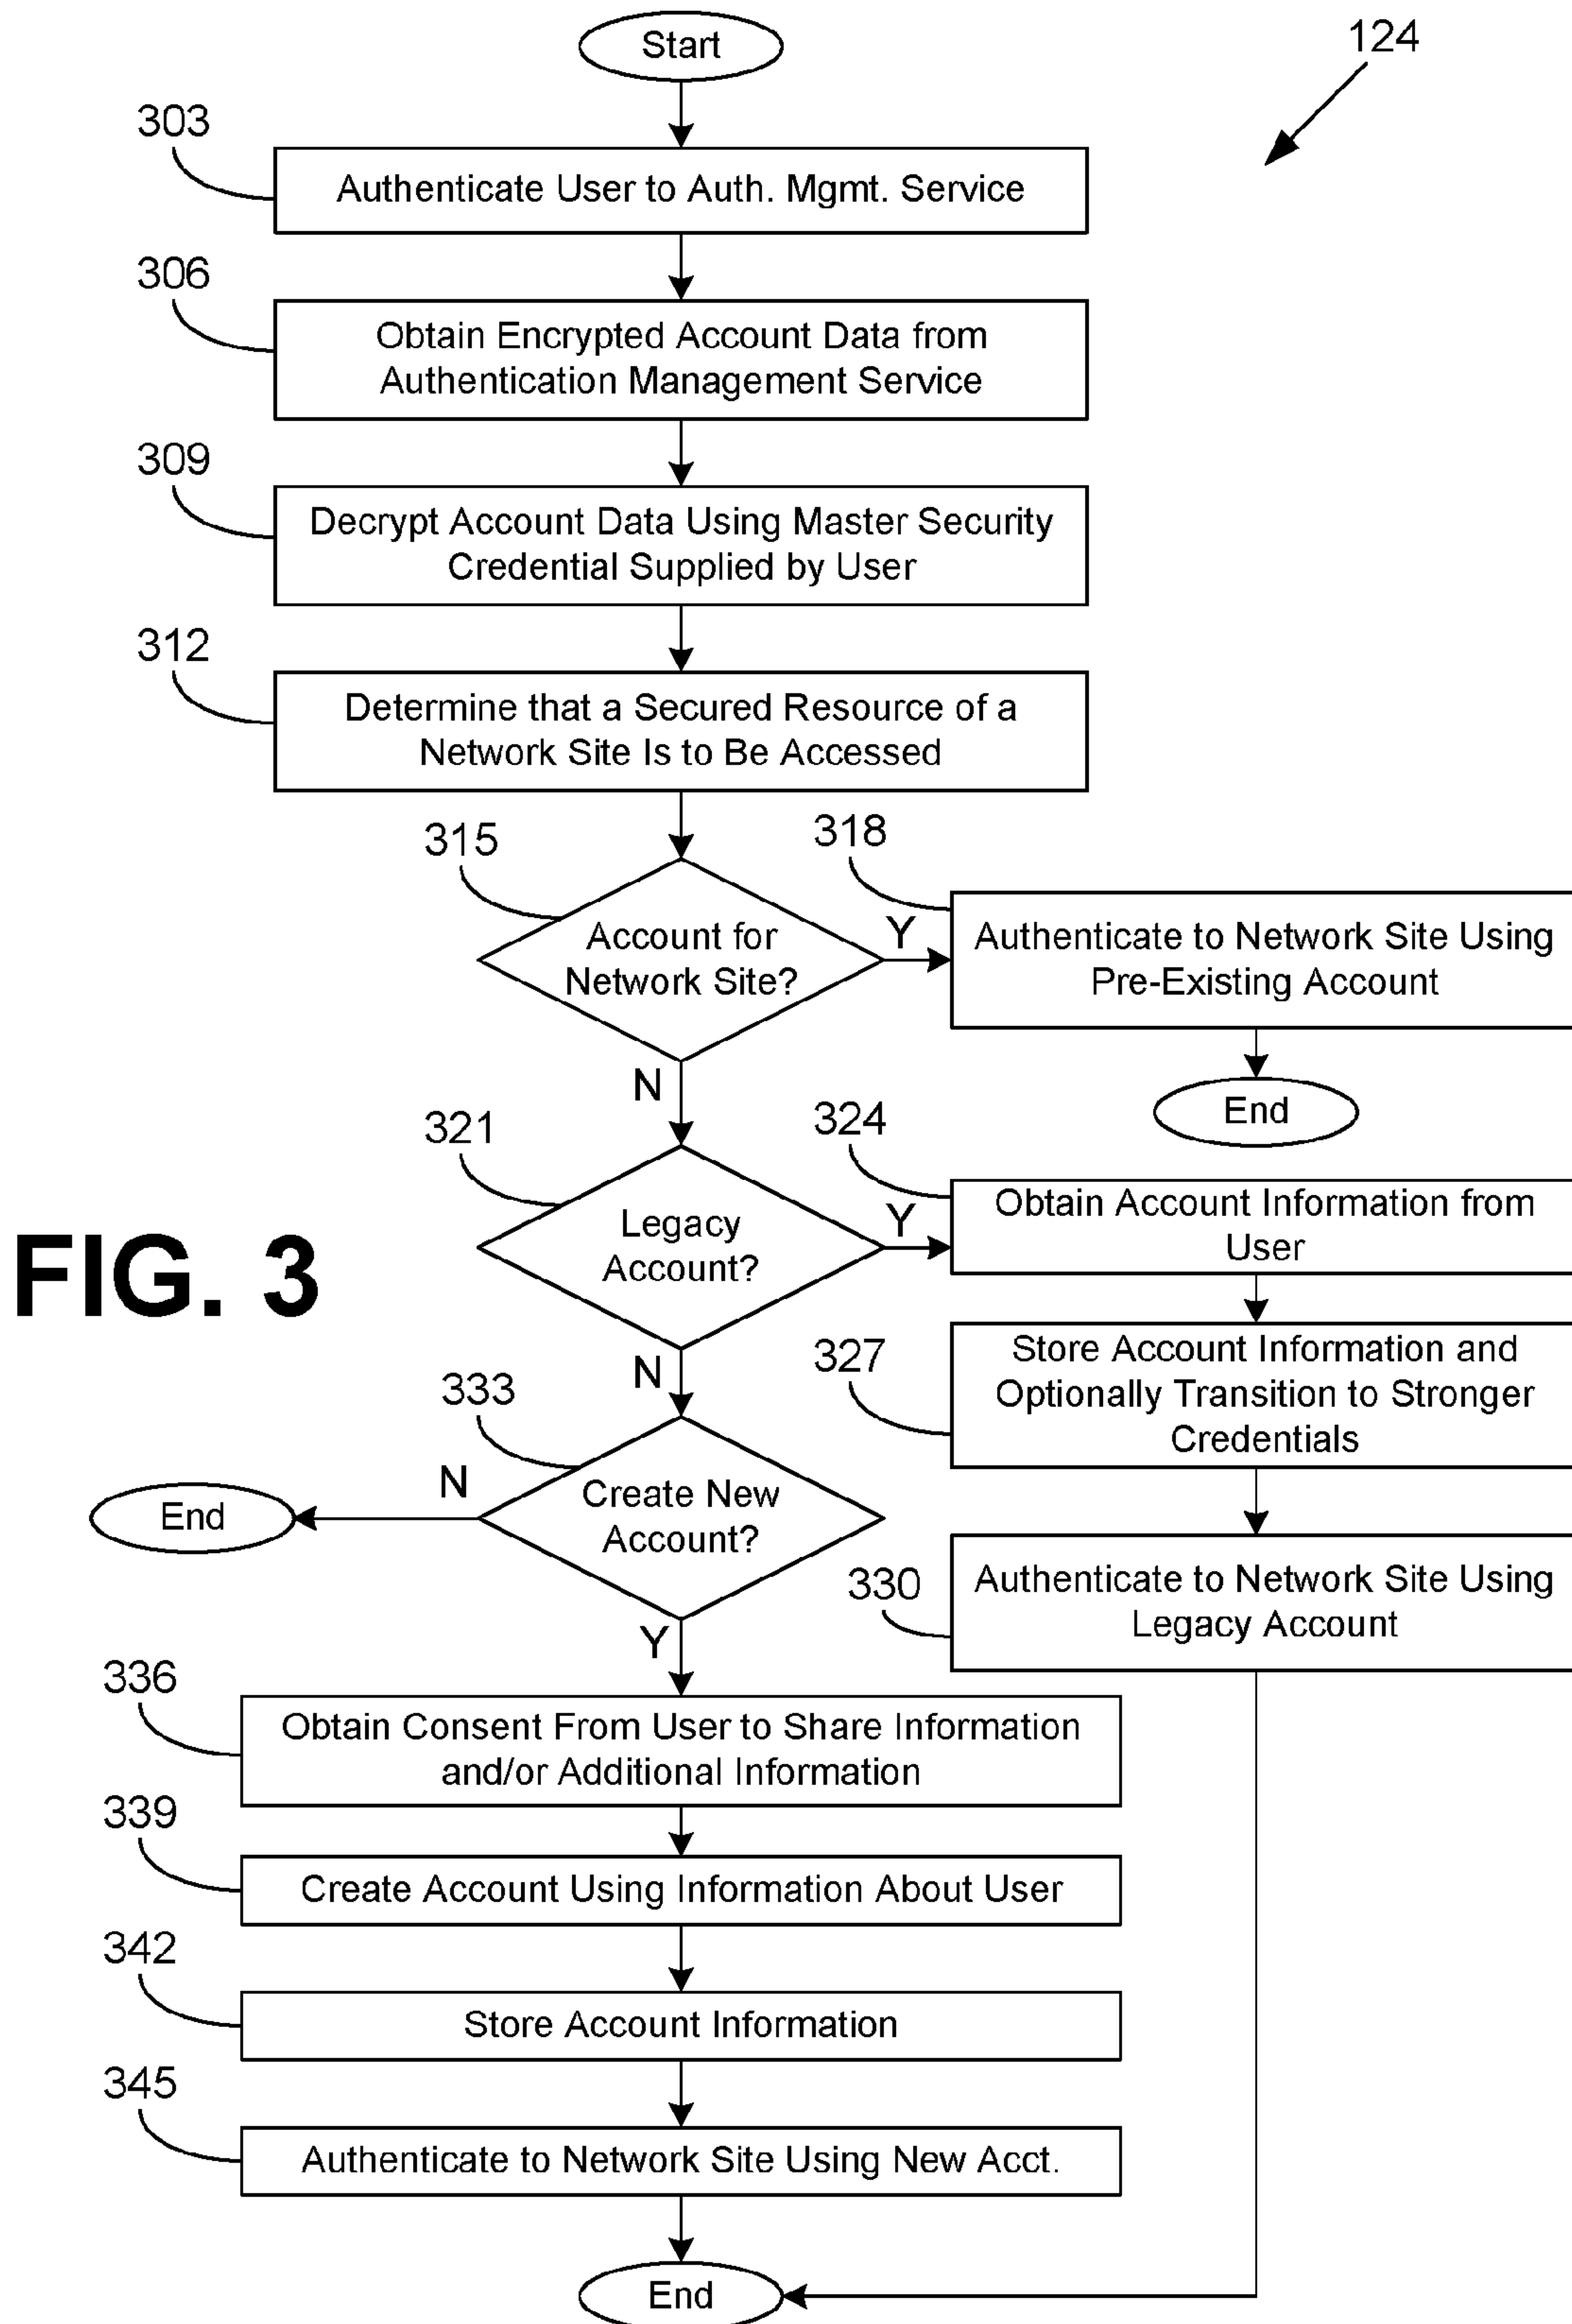 Start
124
303
Authenticate User to Auth. Mgmt. Service
306
Obtain Encrypted Account Data from
Authentication Management Service
309
Decrypt Account Data Using Master Security
Credential Supplied by User
312
Determine that a Secured Resource of a
Network Site Is to Be Accessed
315
Account for
Network Site?
Y
318
Authenticate to Network Site Using
Pre-Existing Account
End
N
321
Legacy
Account?
Y
324
Obtain Account Information from
User
FIG. 3
327
Store Account Information and
Optionally Transition to Stronger
Credentials
N
333
Create New
Account?
N
End
330
Authenticate to Network Site Using
Legacy Account
Y
336
Obtain Consent From User to Share Information
and/or Additional Information
339
Create Account Using Information About User
342
Store Account Information
345
Authenticate to Network Site Using New Acct.
End